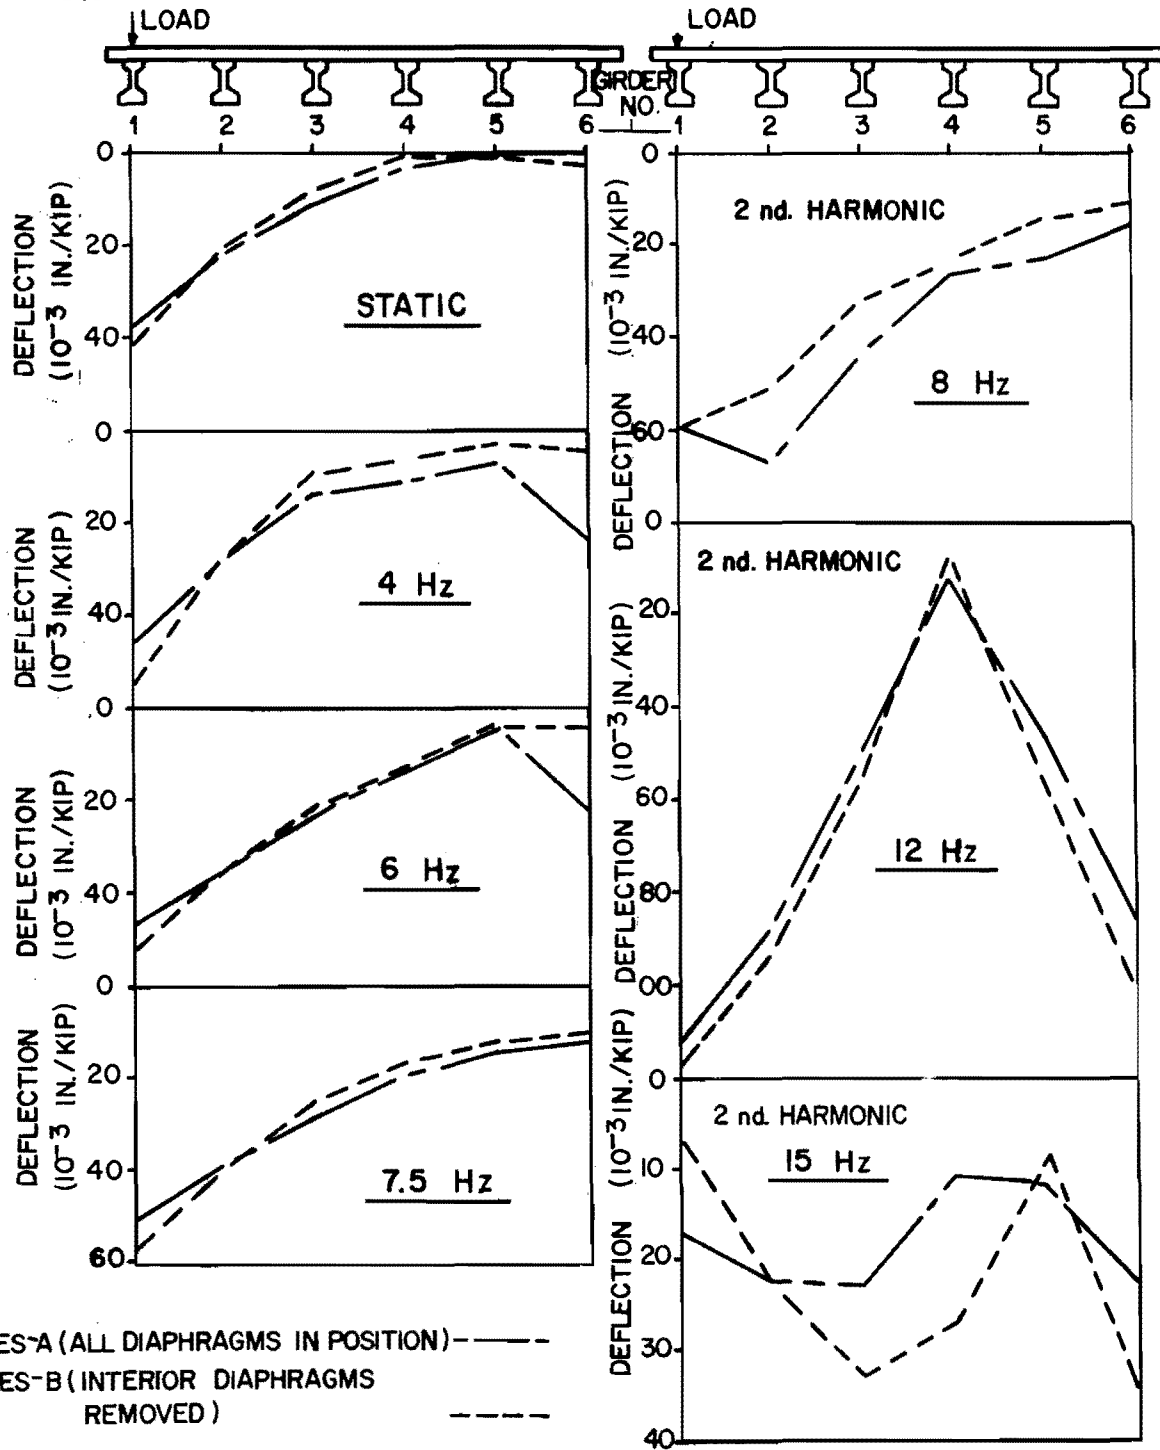 LOAD
LOAD
GIRDER
NO.
1 2 3 4 5 6
1 2 3 4 5 6
DEFLECTION
(10⁻³ IN./KIP)
0
20
40
STATIC
DEFLECTION
(10⁻³ IN./KIP)
0
20
40
4 Hz
DEFLECTION
(10⁻³ IN./KIP)
0
20
40
6 Hz
DEFLECTION
(10⁻³ IN./KIP)
0
20
40
60
7.5 Hz
ES-A (ALL DIAPHRAGMS IN POSITION)
ES-B (INTERIOR DIAPHRAGMS
REMOVED)
DEFLECTION (10⁻³ IN./KIP)
0
20
40
60
2 nd. HARMONIC
8 Hz
DEFLECTION (10⁻³ IN./KIP)
0
20
40
60
80
00
2 nd. HARMONIC
12 Hz
DEFLECTION (10⁻³ IN./KIP)
0
10
20
30
40
2 nd. HARMONIC
15 Hz